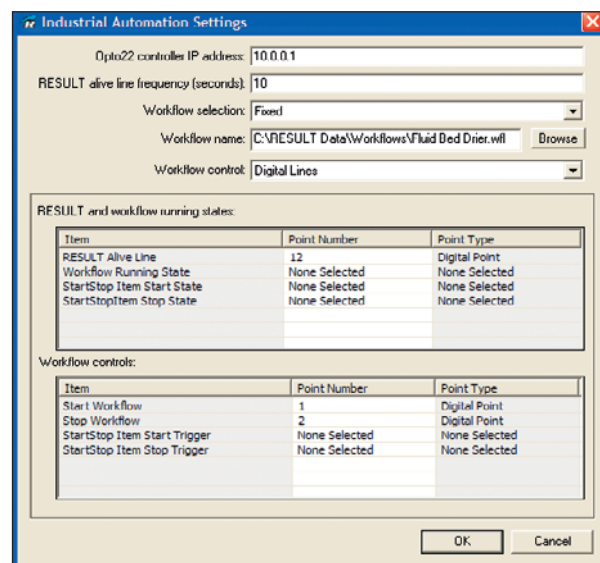 Industrial Automation Settings
Opto22 controller IP address: 10.0.0.1
RESULT alive line frequency (seconds): 10
Workflow selection: Fixed
Workflow name: C:\RESULT Data\Workflows\Fluid Bed Drier.wfl Browse
Workflow control: Digital Lines
RESULT and workflow running states:
Item Point Number Point Type
RESULT Alive Line 12 Digital Point
Workflow Running State None Selected None Selected
StartStop Item Start State None Selected None Selected
StartStopItem Stop State None Selected None Selected
Workflow controls:
Item Point Number Point Type
Start Workflow 1 Digital Point
Stop Workflow 2 Digital Point
StartStop Item Start Trigger None Selected None Selected
StartStop Item Stop Trigger None Selected None Selected
OK Cancel